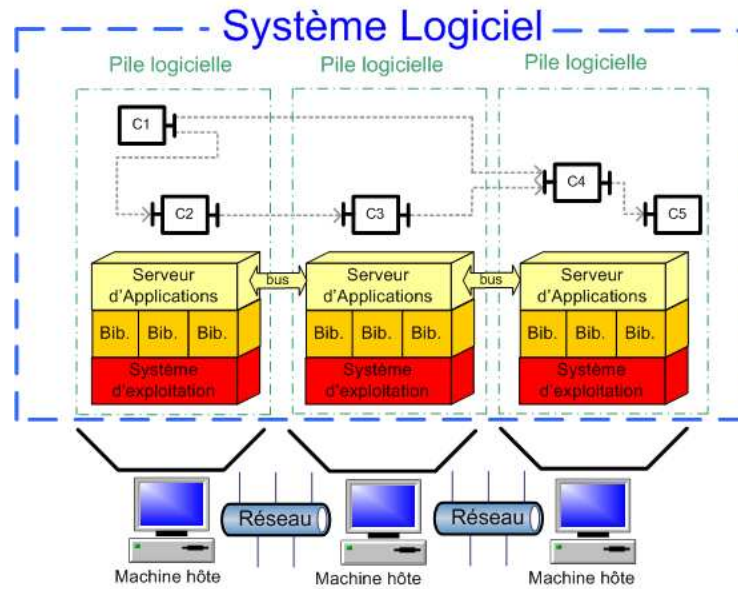 Système Logiciel
Pile logicielle
Pile logicielle
Pile logicielle
C1
C2
C3
C4
C5
Serveur
d'Applications
bus
Serveur
d'Applications
bus
Serveur
d'Applications
Bib. Bib. Bib.
Bib. Bib. Bib.
Bib. Bib. Bib.
Système
d'exploitation
Système
d'exploitation
Système
d'exploitation
Réseau
Réseau
Machine hôte
Machine hôte
Machine hôte